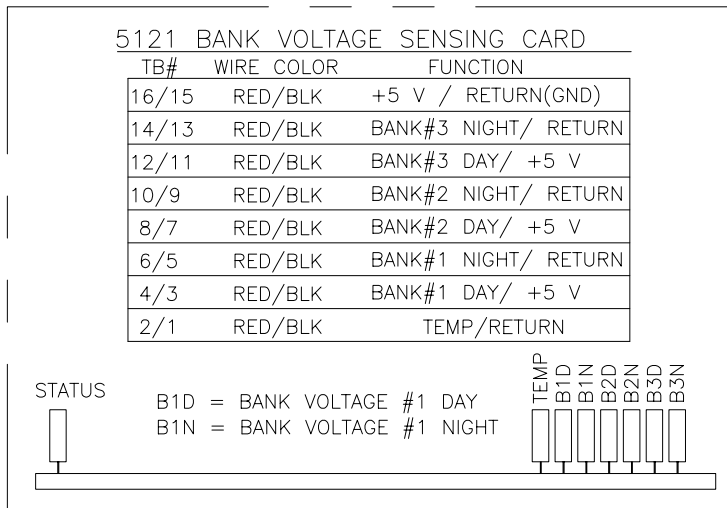 5121 BANK VOLTAGE SENSING CARD
TB# WIRE COLOR FUNCTION
16/15 RED/BLK +5 V / RETURN(GND)
14/13 RED/BLK BANK#3 NIGHT/ RETURN
12/11 RED/BLK BANK#3 DAY/ +5 V
10/9 RED/BLK BANK#2 NIGHT/ RETURN
8/7 RED/BLK BANK#2 DAY/ +5 V
6/5 RED/BLK BANK#1 NIGHT/ RETURN
4/3 RED/BLK BANK#1 DAY/ +5 V
2/1 RED/BLK TEMP/RETURN
STATUS
B1D = BANK VOLTAGE #1 DAY
B1N = BANK VOLTAGE #1 NIGHT
TEMP
B1D
B1N
B2D
B2N
B3D
B3N